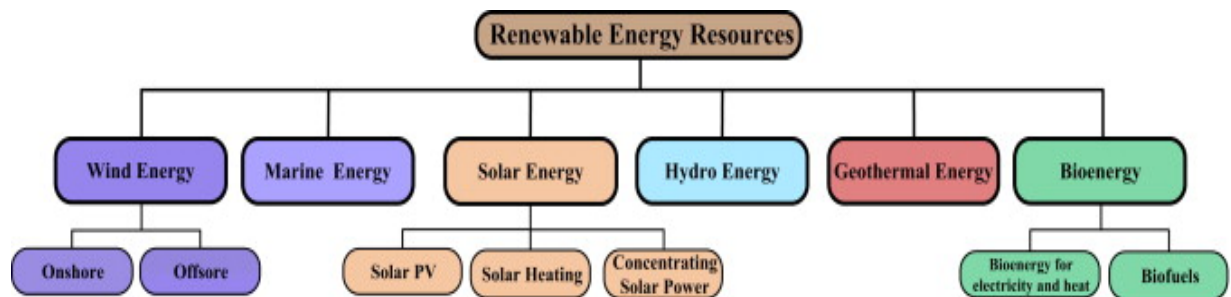 Renewable Energy Resources
Wind Energy
Marine Energy
Solar Energy
Hydro Energy
Geothermal Energy
Bioenergy
Onshore
Offsore
Solar PV
Solar Heating
Concentrating
Solar Power
Bioenergy for
electricity and heat
Biofuels